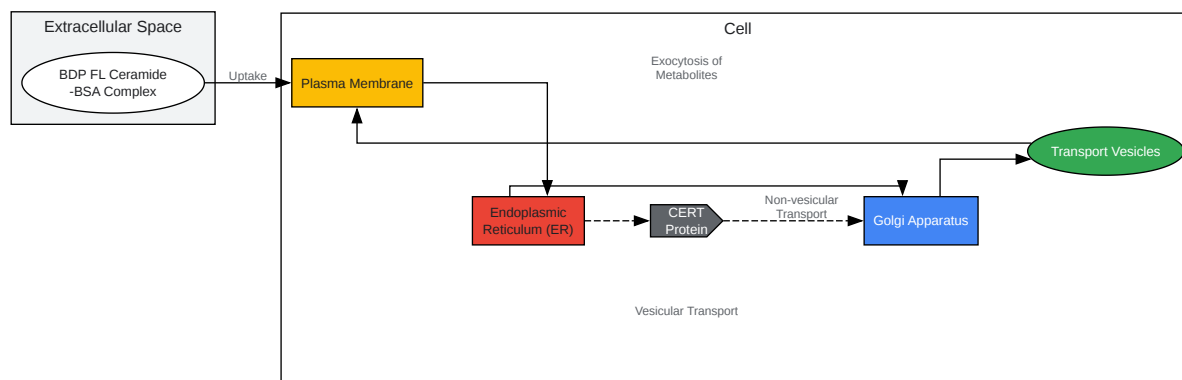 Extracellular Space
BDP FL Ceramide
-BSA Complex
Uptake
Cell
Exocytosis of
Metabolites
Plasma Membrane
Transport Vesicles
Endoplasmic
Reticulum (ER)
CERT
Protein
Non-vesicular
Transport
Golgi Apparatus
Vesicular Transport